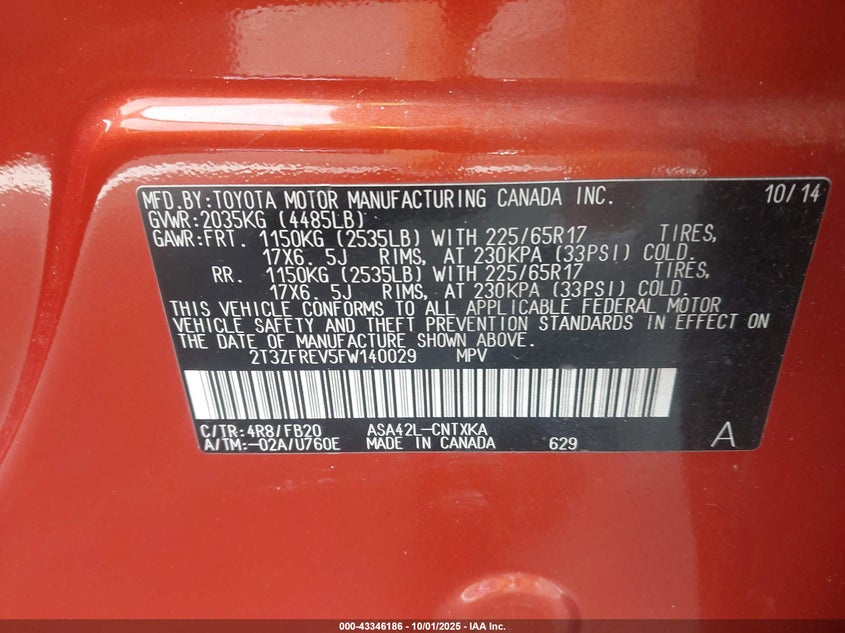 MFD.BY:TOYOTA MOTOR MANUFACTURING CANADA INC. 10/14
GVWR:2035KG (4485LB)
GAWR:FRT. 1150KG (2535LB) WITH 225/65R17 TIRES,
17X6. 5J RIMS, AT 230KPA (33PSI) COLD.
RR. 1150KG (2535LB) WITH 225/65R17 TIRES,
17X6. 5J RIMS, AT 230KPA (33PSI) COLD.
THIS VEHICLE CONFORMS TO ALL APPLICABLE FEDERAL MOTOR
VEHICLE SAFETY AND THEFT PREVENTION STANDARDS IN EFFECT ON
THE DATE OF MANUFACTURE SHOWN ABOVE.
2T3ZFREV5FW140029 MPV
C/TR:4R8/FB20 ASA42L-CNTXKA
A/TM:-02A/U760E MADE IN CANADA 629 A
000-43346186 - 10/01/2025 - IAA Inc.